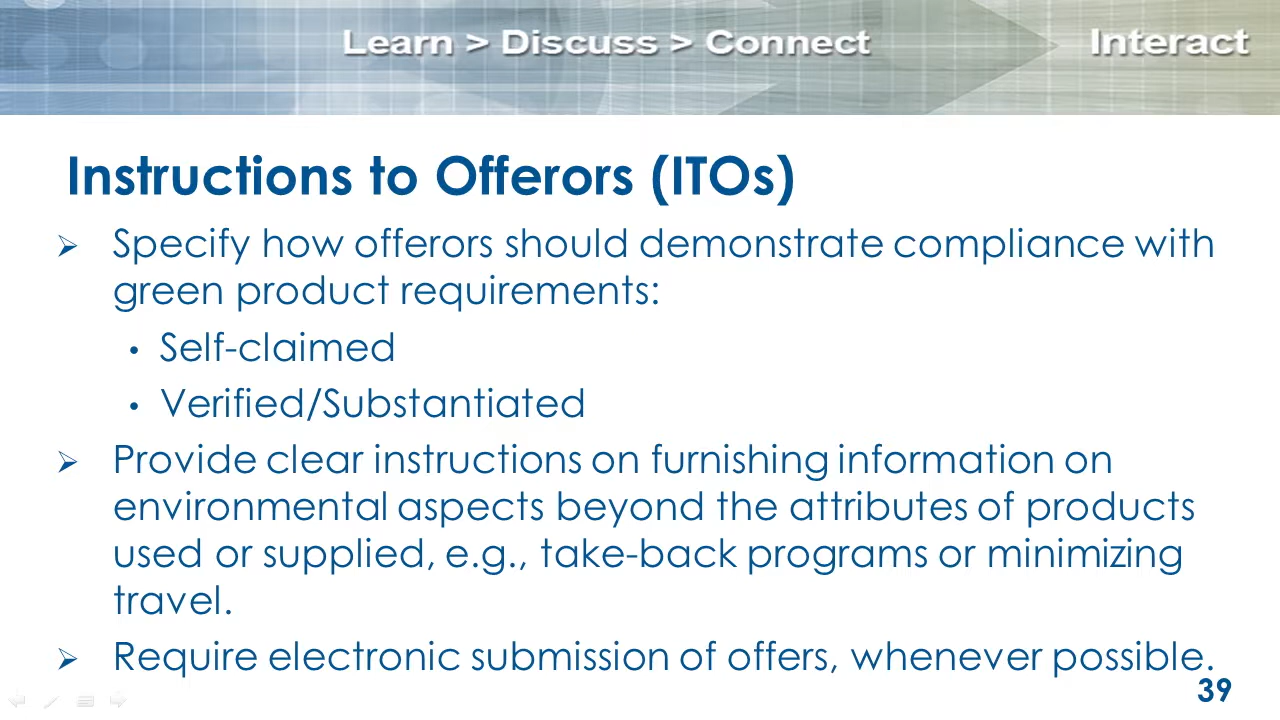 Learn > Discuss > Connect
Interact
Instructions to Offerors (ITOs)
➢ Specify how offerors should demonstrate compliance with
green product requirements:
• Self-claimed
• Verified/Substantiated
➢ Provide clear instructions on furnishing information on
environmental aspects beyond the attributes of products
used or supplied, e.g., take-back programs or minimizing
travel.
➢ Require electronic submission of offers, whenever possible.
39